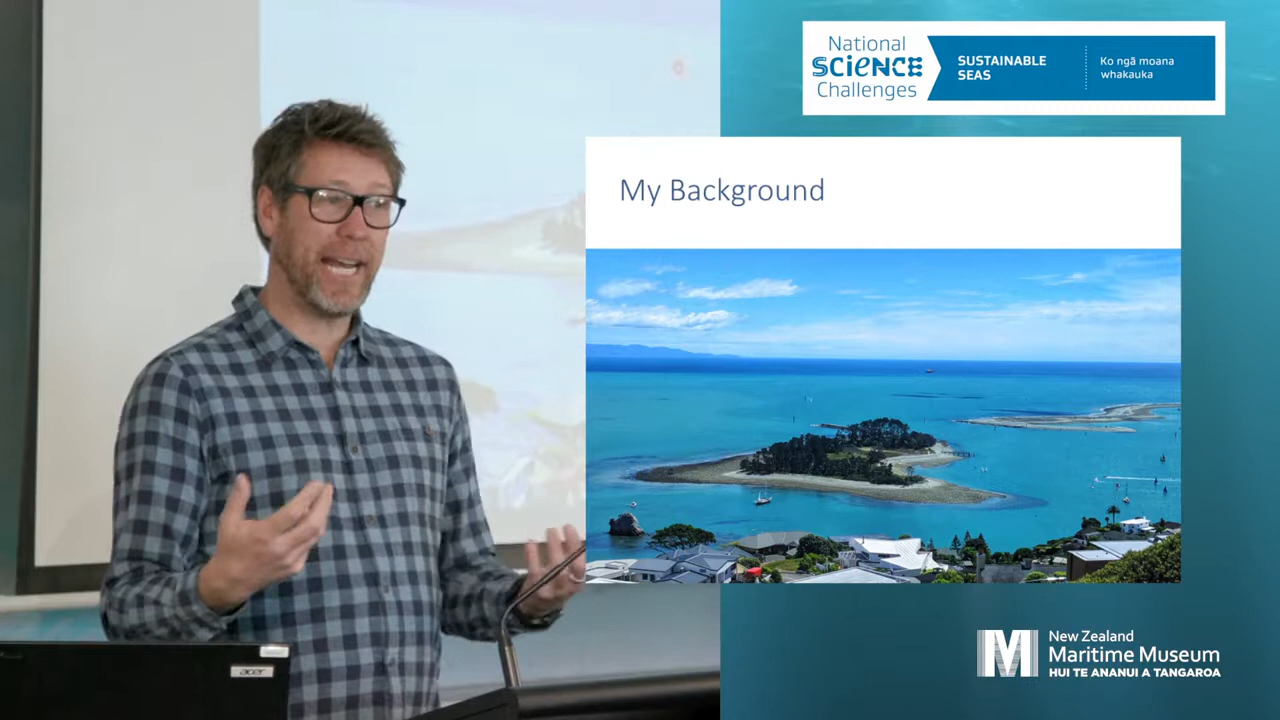 National
SCIENCE
Challenges
SUSTAINABLE
SEAS
Ko ngā moana
whakauka
My Background
acer
New Zealand
Maritime Museum
HUI TE ANANUI A TANGAROA
M